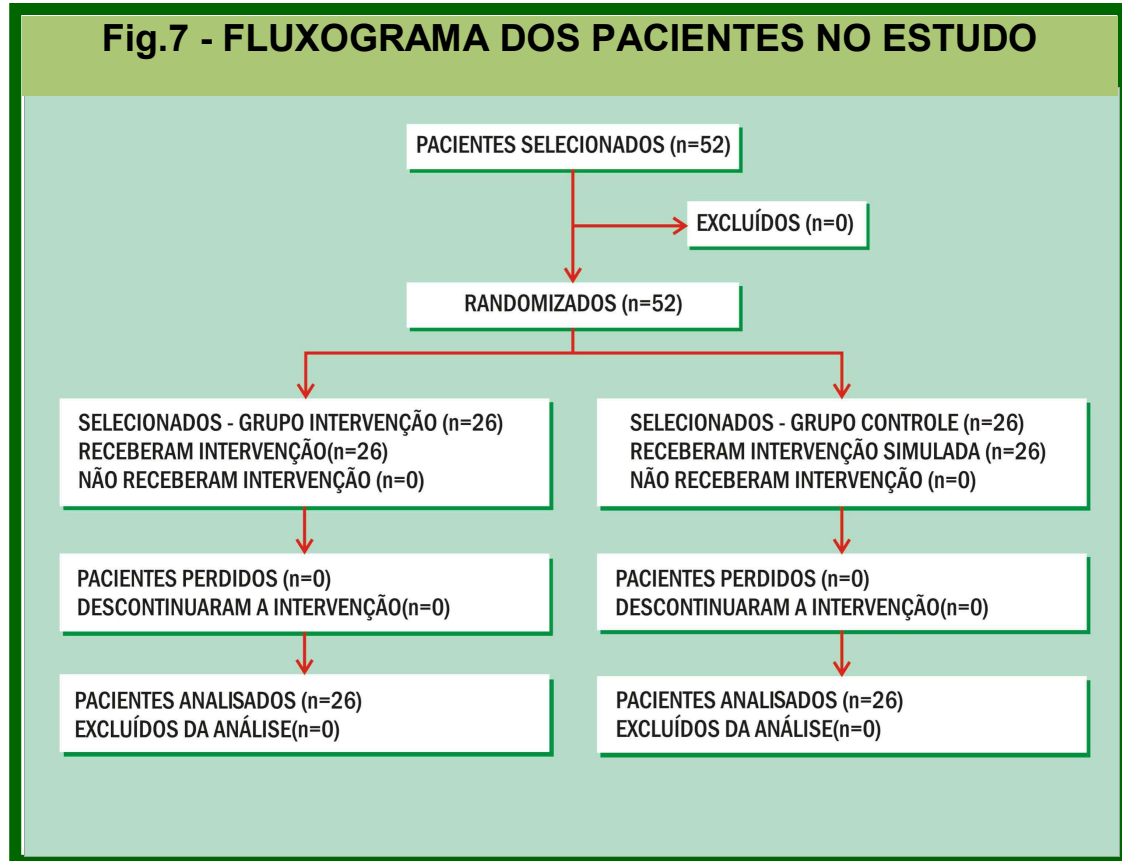 Fig.7 - FLUXOGRAMA DOS PACIENTES NO ESTUDO
PACIENTES SELECIONADOS (n=52)
EXCLUÍDOS (n=0)
RANDOMIZADOS (n=52)
SELECIONADOS - GRUPO INTERVENÇÃO (n=26)
RECEBERAM INTERVENÇÃO(n=26)
NÃO RECEBERAM INTERVENÇÃO (n=0)
SELECIONADOS - GRUPO CONTROLE (n=26)
RECEBERAM INTERVENÇÃO SIMULADA (n=26)
NÃO RECEBERAM INTERVENÇÃO (n=0)
PACIENTES PERDIDOS (n=0)
DESCONTINUARAM A INTERVENÇÃO(n=0)
PACIENTES PERDIDOS (n=0)
DESCONTINUARAM A INTERVENÇÃO(n=0)
PACIENTES ANALISADOS (n=26)
EXCLUÍDOS DA ANÁLISE(n=0)
PACIENTES ANALISADOS (n=26)
EXCLUÍDOS DA ANÁLISE(n=0)